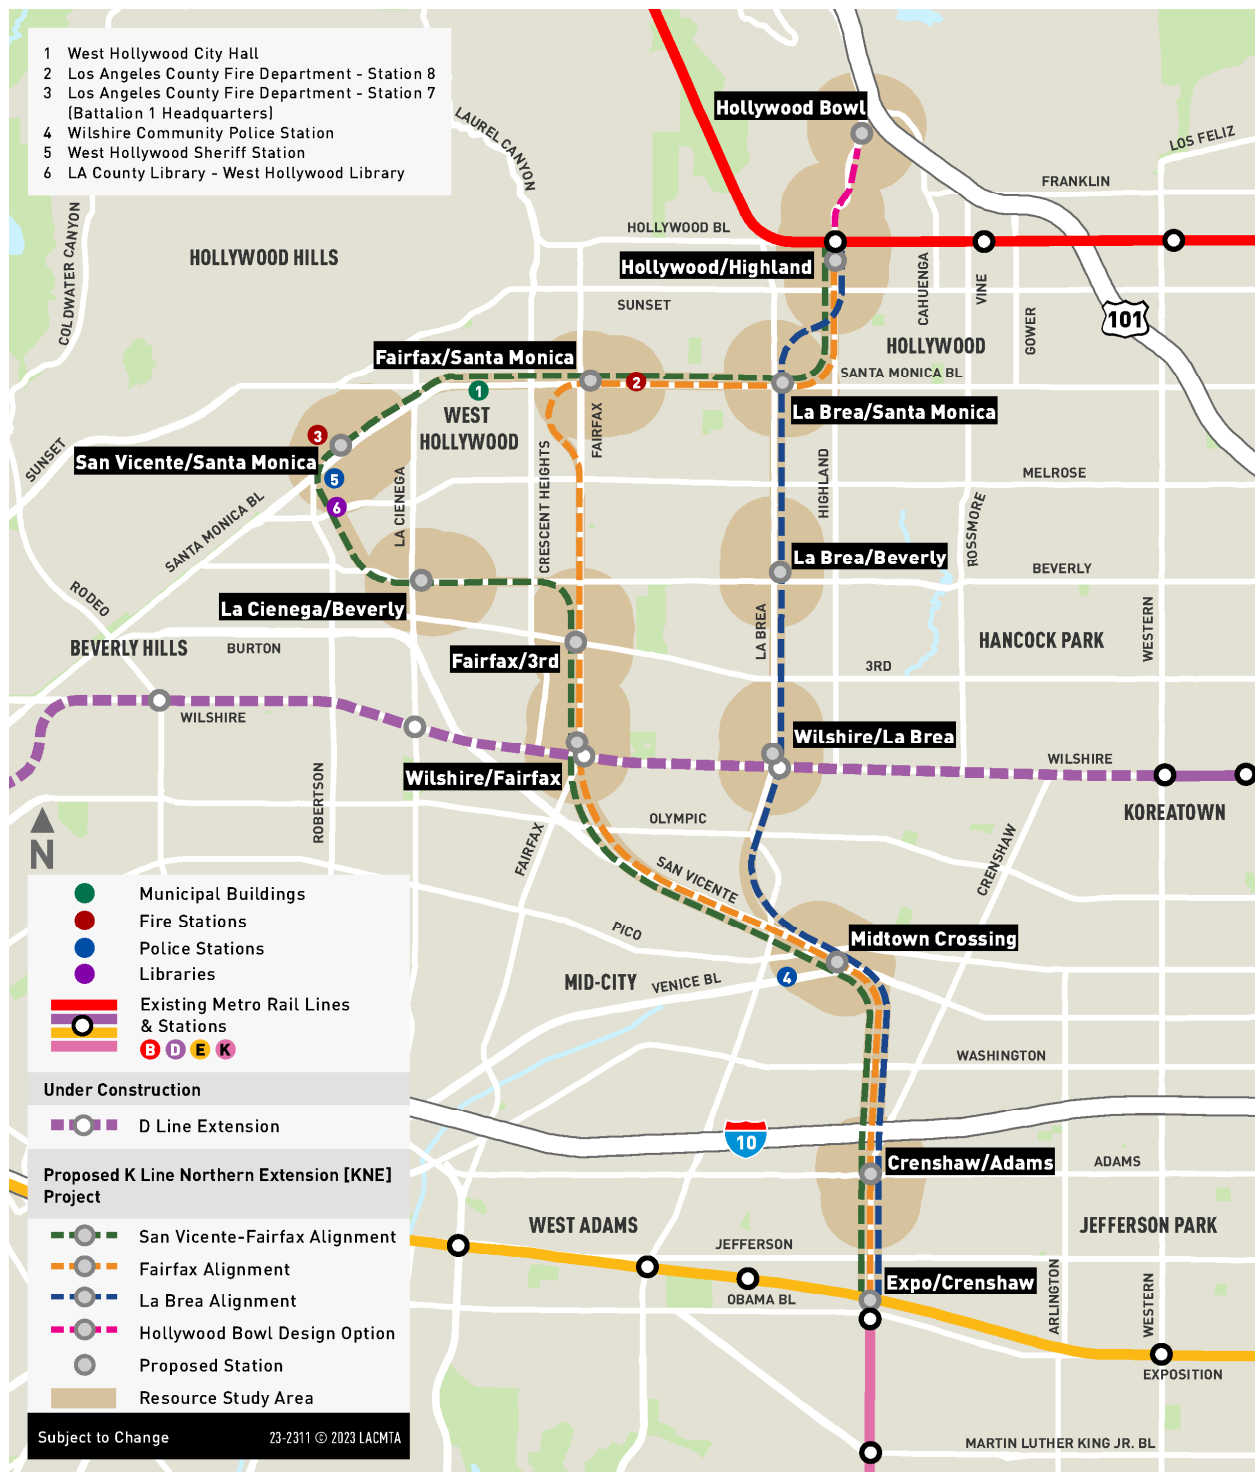 1 West Hollywood City Hall
2 Los Angeles County Fire Department - Station 8
3 Los Angeles County Fire Department - Station 7
(Battalion 1 Headquarters)
4 Wilshire Community Police Station
5 West Hollywood Sheriff Station
6 LA County Library - West Hollywood Library
Hollywood Bowl
LAUREL CANYON
LOS FELIZ
FRANKLIN
COLDWATER CANYON
HOLLYWOOD BL
HOLLYWOOD HILLS
Hollywood/Highland
CAHUENGA
VINE
GOWER
SUNSET
101
HOLLYWOOD
Fairfax/Santa Monica
SANTA MONICA BL
1
2
WEST
HOLLYWOOD
La Brea/Santa Monica
FAIRFAX
3
SUNSET
San Vicente/Santa Monica
5
6
LA CIENEGA
CRESCENT HEIGHTS
HIGHLAND
MELROSE
ROSSMORE
SANTA MONICA BL
La Brea/Beverly
BEVERLY
RODEO
La Cienega/Beverly
LA BREA
WESTERN
HANCOCK PARK
BEVERLY HILLS
BURTON
Fairfax/3rd
3RD
WILSHIRE
Wilshire/La Brea
WILSHIRE
Wilshire/Fairfax
ROBERTSON
KOREATOWN
N
FAIRFAX
OLYMPIC
CRENSHAW
SAN VICENTE
PICO
Midtown Crossing
MID-CITY
VENICE BL
4
WASHINGTON
10
Crenshaw/Adams
ADAMS
WEST ADAMS
JEFFERSON
JEFFERSON PARK
Expo/Crenshaw
OBAMA BL
ARLINGTON
WESTERN
EXPOSITION
MARTIN LUTHER KING JR. BL
Municipal Buildings
Fire Stations
Police Stations
Libraries
Existing Metro Rail Lines
& Stations
B D E K
Under Construction
D Line Extension
Proposed K Line Northern Extension [KNE]
Project
San Vicente-Fairfax Alignment
Fairfax Alignment
La Brea Alignment
Hollywood Bowl Design Option
Proposed Station
Resource Study Area
Subject to Change 23-2311 © 2023 LACMTA